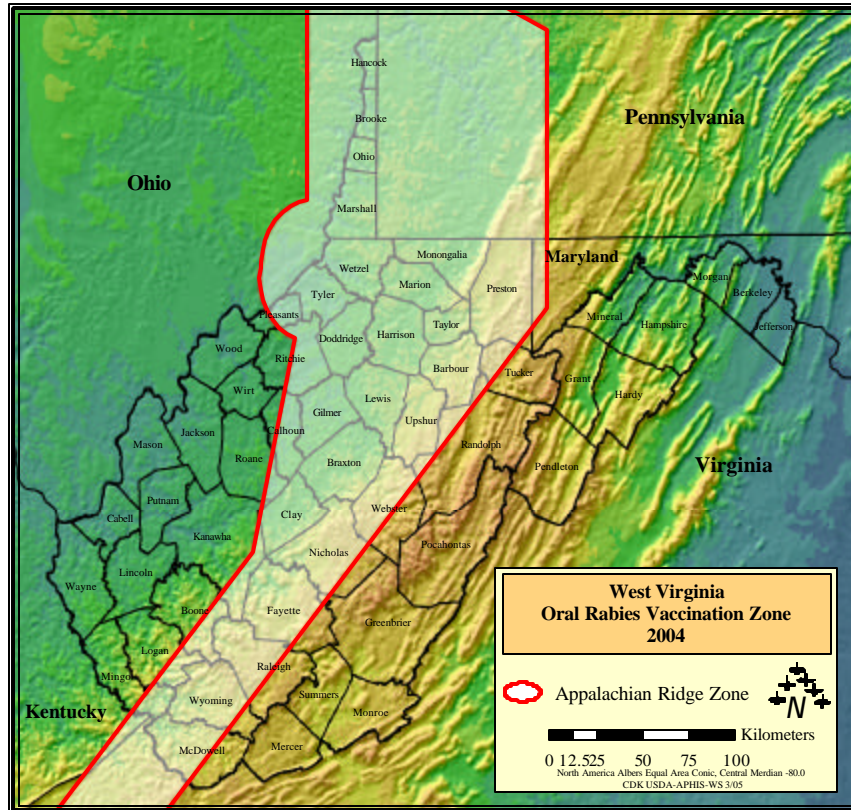 Hancock
Brooke
Pennsylvania
Ohio
Ohio
Marshall
Monongalia
Maryland
Wetzel
Morgan
Marion
Preston
Berkeley
Tyler
Pleasants
Mineral
Jefferson
Taylor
Hampshire
Harrison
Doddridge
Wood
Ritchie
Barbour
Tucker
Grant
Wirt
Hardy
Lewis
Gilmer
Upshur
Calhoun
Jackson
Mason
Randolph
Roane
Braxton
Pendleton
Virginia
Putnam
Webster
Clay
Cabell
Kanawha
Pocahontas
Nicholas
Lincoln
Wayne
Boone
Fayette
Greenbrier
Logan
Raleigh
Mingo
Summers
Wyoming
Kentucky
Monroe
McDowell
Mercer
West Virginia
Oral Rabies Vaccination Zone
2004
Appalachian Ridge Zone
N
Kilometers
0 12.525 50 75 100
North America Albers Equal Area Conic, Central Merdian -80.0
CDK USDA-APHIS-WS 3/05